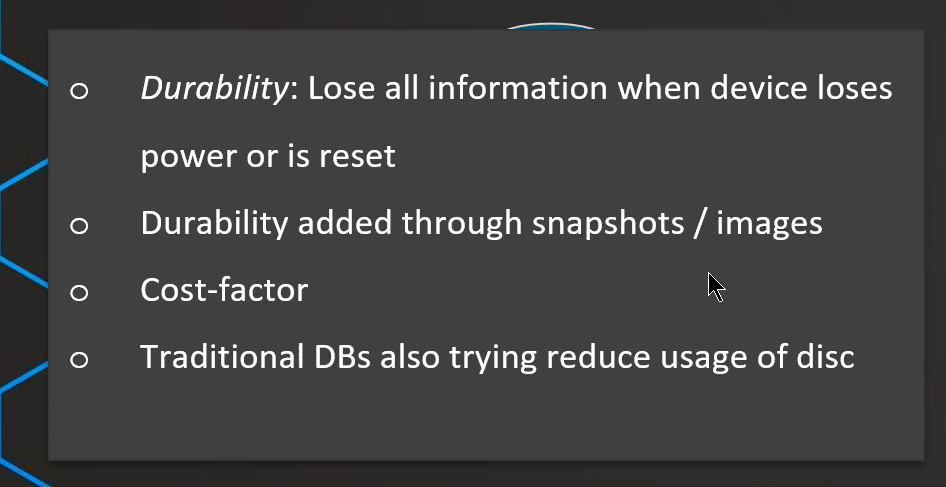 o Durability: Lose all information when device loses
power or is reset
o Durability added through snapshots / images
o Cost-factor
o Traditional DBs also trying reduce usage of disc